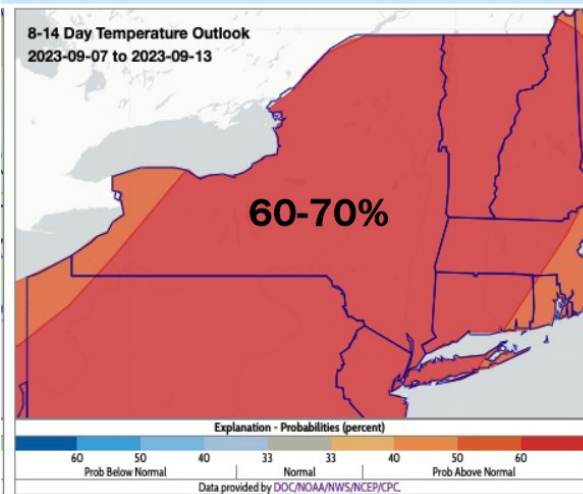 8-14 Day Temperature Outlook
2023-09-07 to 2023-09-13
60-70%
Explanation - Probabilities (percent)
60 50 40 33 33 40 50 60
Prob Below Normal | Normal | Prob Above Normal
Data provided by DOC/NOAA/NWS/NCEP/CPC.